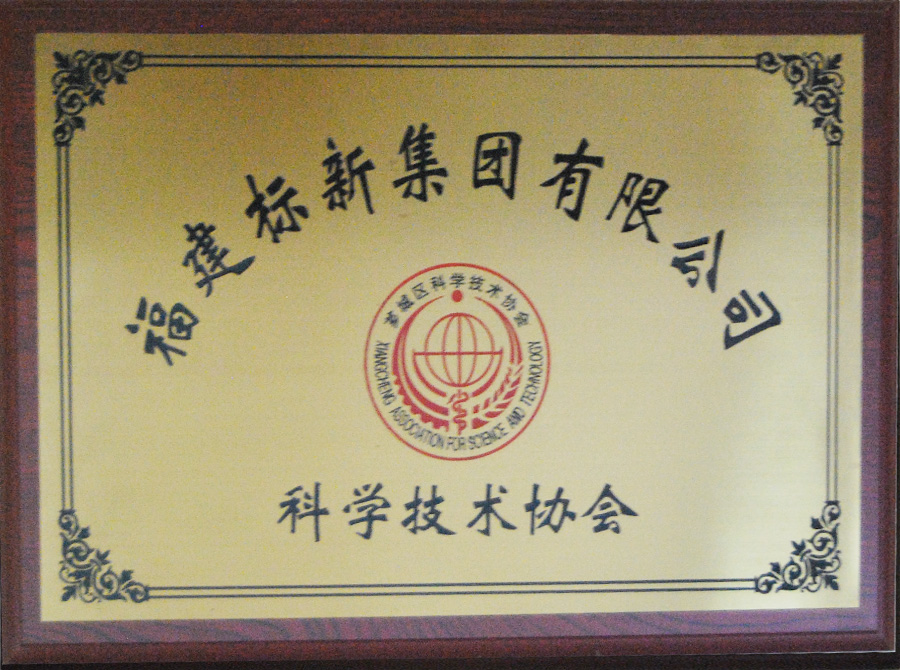 福建标新集团有限公司
芗城区科学技术协会
XIANGCHENG ASSOCIATION FOR SCIENCE AND TECHNOLOGY
科学技术协会